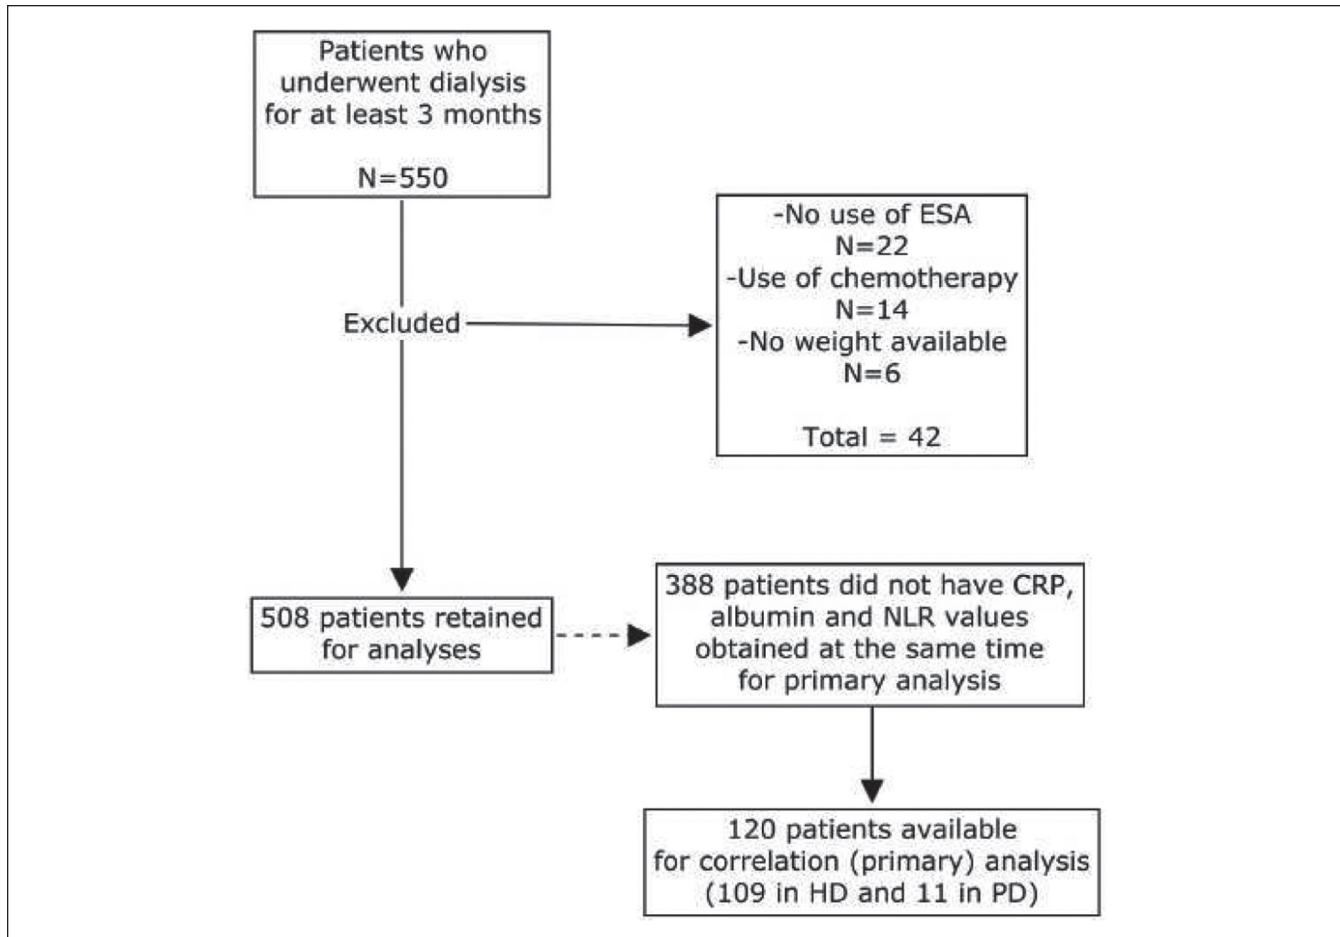 Patients who
underwent dialysis
for at least 3 months
N=550
Excluded
-No use of ESA
N=22
-Use of chemotherapy
N=14
-No weight available
N=6
Total = 42
508 patients retained
for analyses
388 patients did not have CRP,
albumin and NLR values
obtained at the same time
for primary analysis
120 patients available
for correlation (primary) analysis
(109 in HD and 11 in PD)